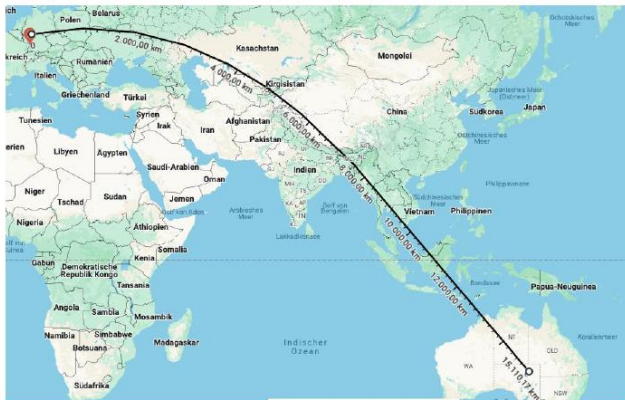 Polen
Belarus
Ochotskisches
Meer
2.000,00 km
kreich
Kasachstan
Mongolei
Rumänien
Italien
4.000,00 km
Kirgisistan
Griechenland
Türkei
Japanisches Meer
(Ostmeer)
Tunesien
Syrien
Irak
Iran
Afghanistan
6.000,00 km
China
Südkorea
Japan
Pakistan
Libyen
Ägypten
Ostchinesisches
Meer
Saudi-Arabien
Indien
8.000,00 km
Oman
Niger
Tschad
Sudan
Jemen
Golf von Aden
Arabisches
Meer
Golf von
Bengalen
Südchinesisches
Meer
Philippinensee
Nigeria
Äthiopien
Lakkadivensee
Vietnam
Philippinen
10.000,00 km
Somalia
Gabun
Demokratische
Republik Kongo
Kenia
12.000,00 km
Tansania
Bandasee
Papua-Neuguinea
Angola
Sambia
Mosambik
Namibia
Simbabwe
Botsuana
Madagaskar
Indischer
Ozean
NT
Korallenmeer
WA
QLD
15.110,17 km
Südafrika
NSW